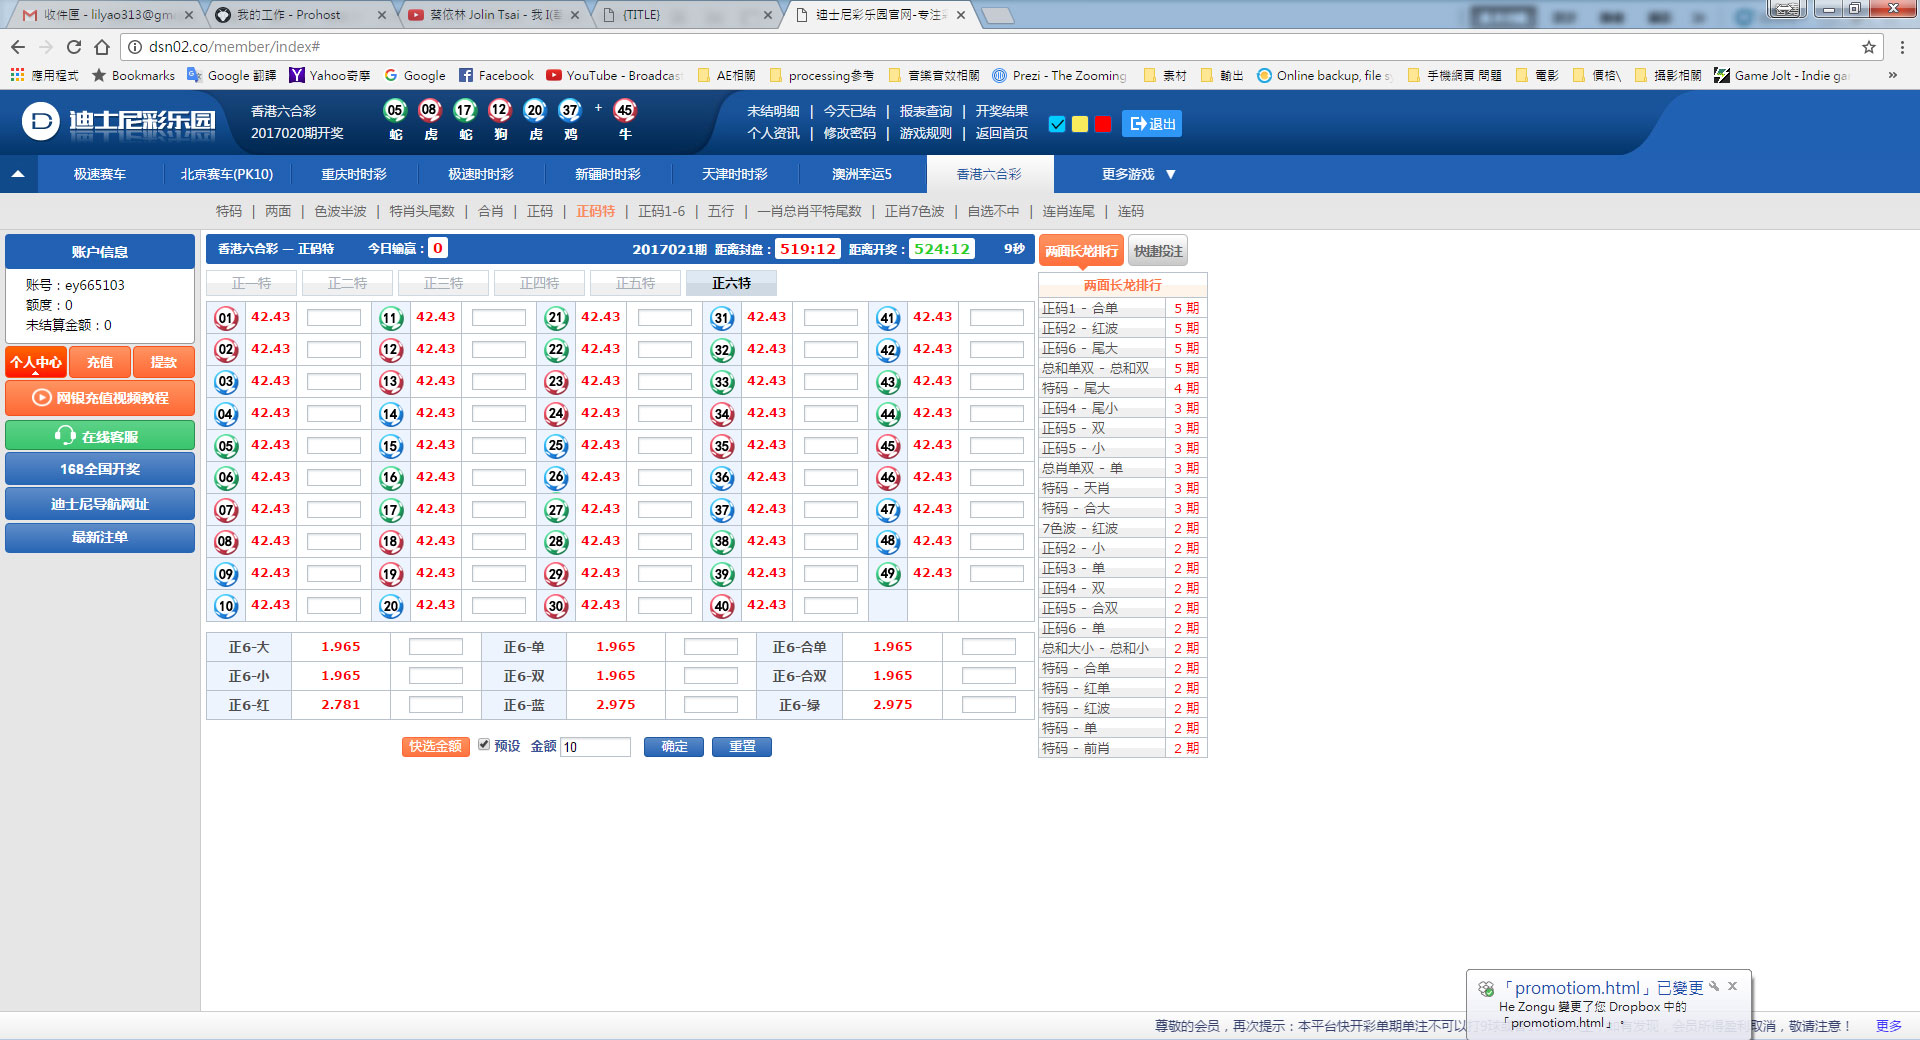 收件匣 - lilyao313@gm
我的工作 - Prohost
蔡依林 Jolin Tsai - 我
{TITLE}
迪士尼彩乐园官网-专注
dsn02.co/member/index#
應用程式 Bookmarks Google 翻譯 Yahoo奇摩 Google Facebook YouTube - Broadcas AE相關 processing參考 音樂音效相關 Prezi - The Zooming 素材 輸出 Online backup, file s 手機網頁 問題 電影 價格\ 攝影相關 Game Jolt - Indie ga »
迪士尼彩乐园
香港六合彩
2017020期开奖
05 08 17 12 20 37 + 45
蛇 虎 蛇 狗 虎 鸡 牛
未结明细 | 今天已结 | 报表查询 | 开奖结果
个人资讯 | 修改密码 | 游戏规则 | 返回首页
退出
极速赛车 北京赛车(PK10) 重庆时时彩 极速时时彩 新疆时时彩 天津时时彩 澳洲幸运5 香港六合彩 更多游戏 ▼
特码 | 两面 | 色波半波 | 特肖头尾数 | 合肖 | 正码 | 正码特 | 正码1-6 | 五行 | 一肖总肖平特尾数 | 正肖7色波 | 自选不中 | 连肖连尾 | 连码
账户信息
账号：ey665103
额度：0
未结算金额：0
个人中心 充值 提款
网银充值视频教程
在线客服
168全国开奖
迪士尼导航网址
最新注单
香港六合彩 — 正码特 今日输赢：0 2017021期 距离封盘：519:12 距离开奖：524:12 9秒
正一特 正二特 正三特 正四特 正五特 正六特
01 42.43 11 42.43 21 42.43 31 42.43 41 42.43
02 42.43 12 42.43 22 42.43 32 42.43 42 42.43
03 42.43 13 42.43 23 42.43 33 42.43 43 42.43
04 42.43 14 42.43 24 42.43 34 42.43 44 42.43
05 42.43 15 42.43 25 42.43 35 42.43 45 42.43
06 42.43 16 42.43 26 42.43 36 42.43 46 42.43
07 42.43 17 42.43 27 42.43 37 42.43 47 42.43
08 42.43 18 42.43 28 42.43 38 42.43 48 42.43
09 42.43 19 42.43 29 42.43 39 42.43 49 42.43
10 42.43 20 42.43 30 42.43 40 42.43
正6-大 1.965 正6-单 1.965 正6-合单 1.965
正6-小 1.965 正6-双 1.965 正6-合双 1.965
正6-红 2.781 正6-蓝 2.975 正6-绿 2.975
快选金额 预设 金额 10 确定 重置
两面长龙排行 快捷投注
两面长龙排行
正码1 - 合单 5 期
正码2 - 红波 5 期
正码6 - 尾大 5 期
总和单双 - 总和双 5 期
特码 - 尾大 4 期
正码4 - 尾小 3 期
正码5 - 双 3 期
正码5 - 小 3 期
总肖单双 - 单 3 期
特码 - 天肖 3 期
特码 - 合大 3 期
7色波 - 红波 2 期
正码2 - 小 2 期
正码3 - 单 2 期
正码4 - 双 2 期
正码5 - 合双 2 期
正码6 - 单 2 期
总和大小 - 总和小 2 期
特码 - 合单 2 期
特码 - 红单 2 期
特码 - 红波 2 期
特码 - 单 2 期
特码 - 前肖 2 期
「promotiom.html」已變更
He Zongu 變更了您 Dropbox 中的
「promotiom.html」。
尊敬的会员，再次提示：本平台快开彩单期单注不可以 取消，敬请注意！ 更多